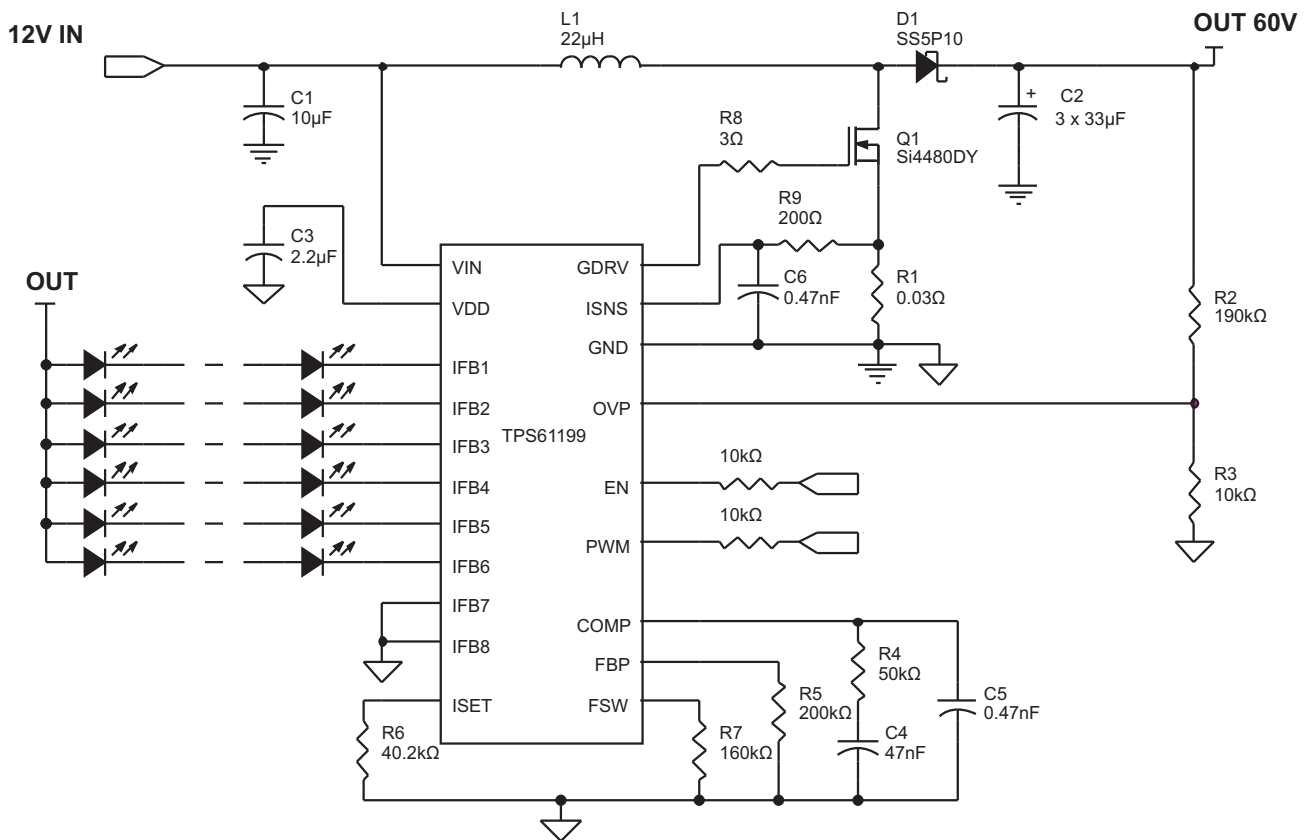 12V IN
L1
22µH
D1
SS5P10
OUT 60V
C1
10µF
R8
3Ω
+
C2
3 x 33µF
Q1
Si4480DY
R9
200Ω
C3
2.2µF
OUT
VIN
GDRV
C6
0.47nF
R1
0.03Ω
VDD
ISNS
R2
190kΩ
GND
IFB1
IFB2
OVP
TPS61199
IFB3
10kΩ
IFB4
EN
R3
10kΩ
10kΩ
IFB5
PWM
IFB6
IFB7
COMP
IFB8
FBP
R4
50kΩ
ISET
FSW
R5
200kΩ
C5
0.47nF
R6
40.2kΩ
R7
160kΩ
C4
47nF